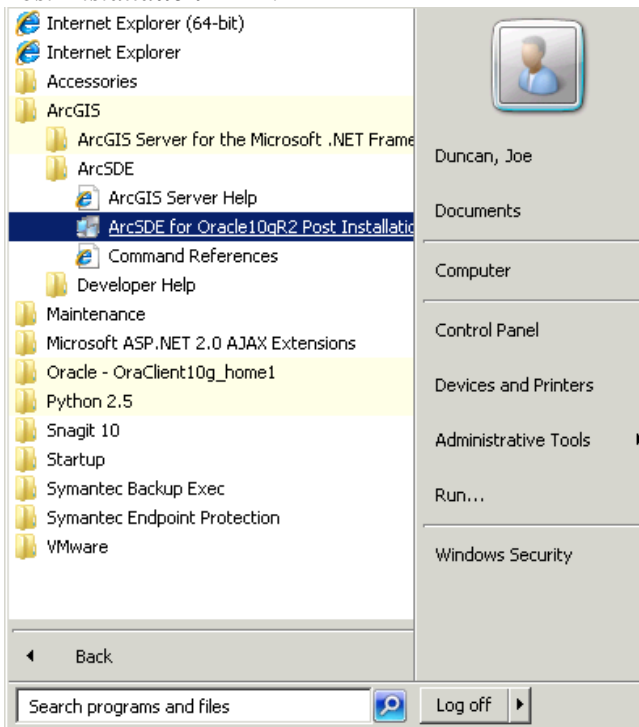 Internet Explorer (64-bit)
Internet Explorer
Accessories
ArcGIS
ArcGIS Server for the Microsoft .NET Frame
ArcSDE
ArcGIS Server Help
ArcSDE for Oracle10gR2 Post Installatio
Command References
Developer Help
Maintenance
Microsoft ASP.NET 2.0 AJAX Extensions
Oracle - OraClient10g_home1
Python 2.5
Snagit 10
Startup
Symantec Backup Exec
Symantec Endpoint Protection
VMware
Back
Search programs and files
Duncan, Joe
Documents
Computer
Control Panel
Devices and Printers
Administrative Tools
Run...
Windows Security
Log off